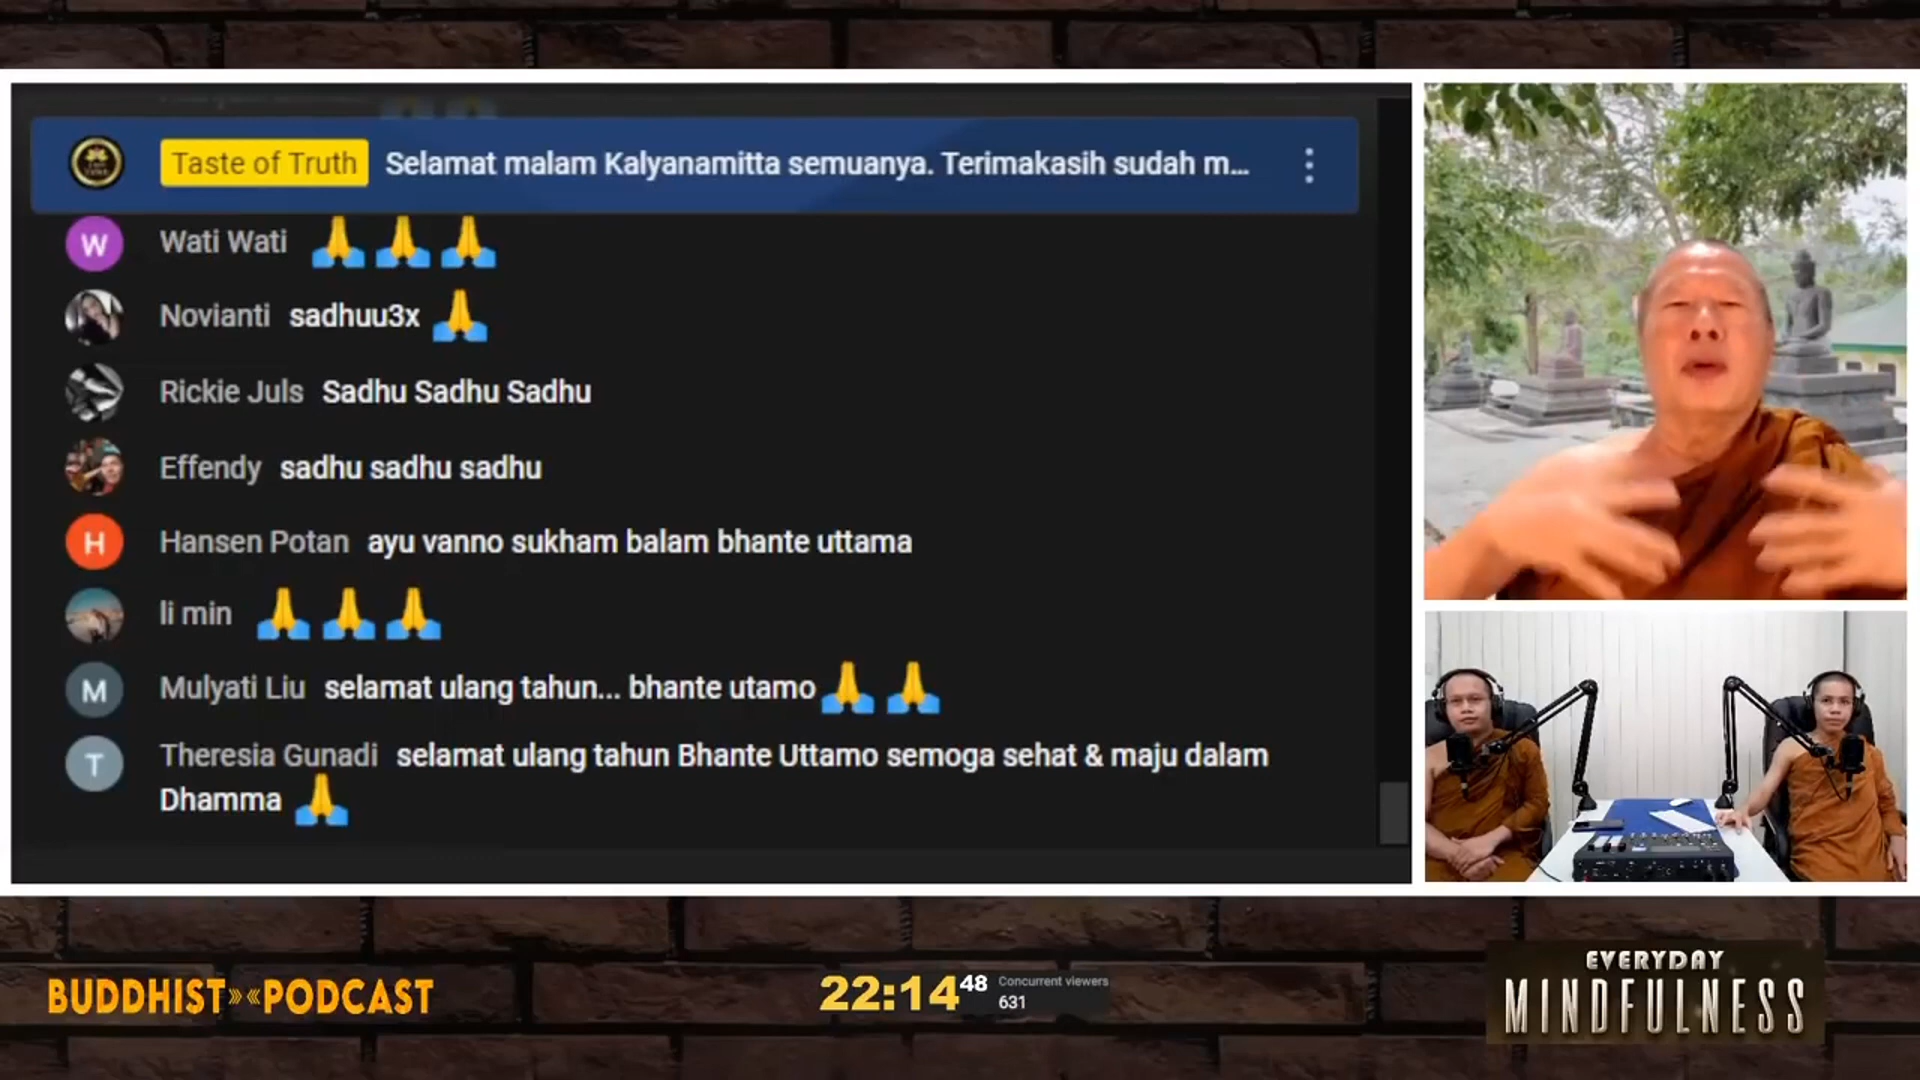 Taste of Truth Selamat malam Kalyanamitta semuanya. Terimakasih sudah m...
W Wati Wati 🙏 🙏 🙏
Novianti sadhuu3x 🙏
Rickie Juls Sadhu Sadhu Sadhu
Effendy sadhu sadhu sadhu
H Hansen Potan ayu vanno sukham balam bhante uttama
li min 🙏 🙏 🙏
M Mulyati Liu selamat ulang tahun... bhante utamo 🙏 🙏
T Theresia Gunadi selamat ulang tahun Bhante Uttamo semoga sehat & maju dalam
Dhamma 🙏
BUDDHIST»«PODCAST
22:14 48
Concurrent viewers
631
EVERYDAY
MINDFULNESS